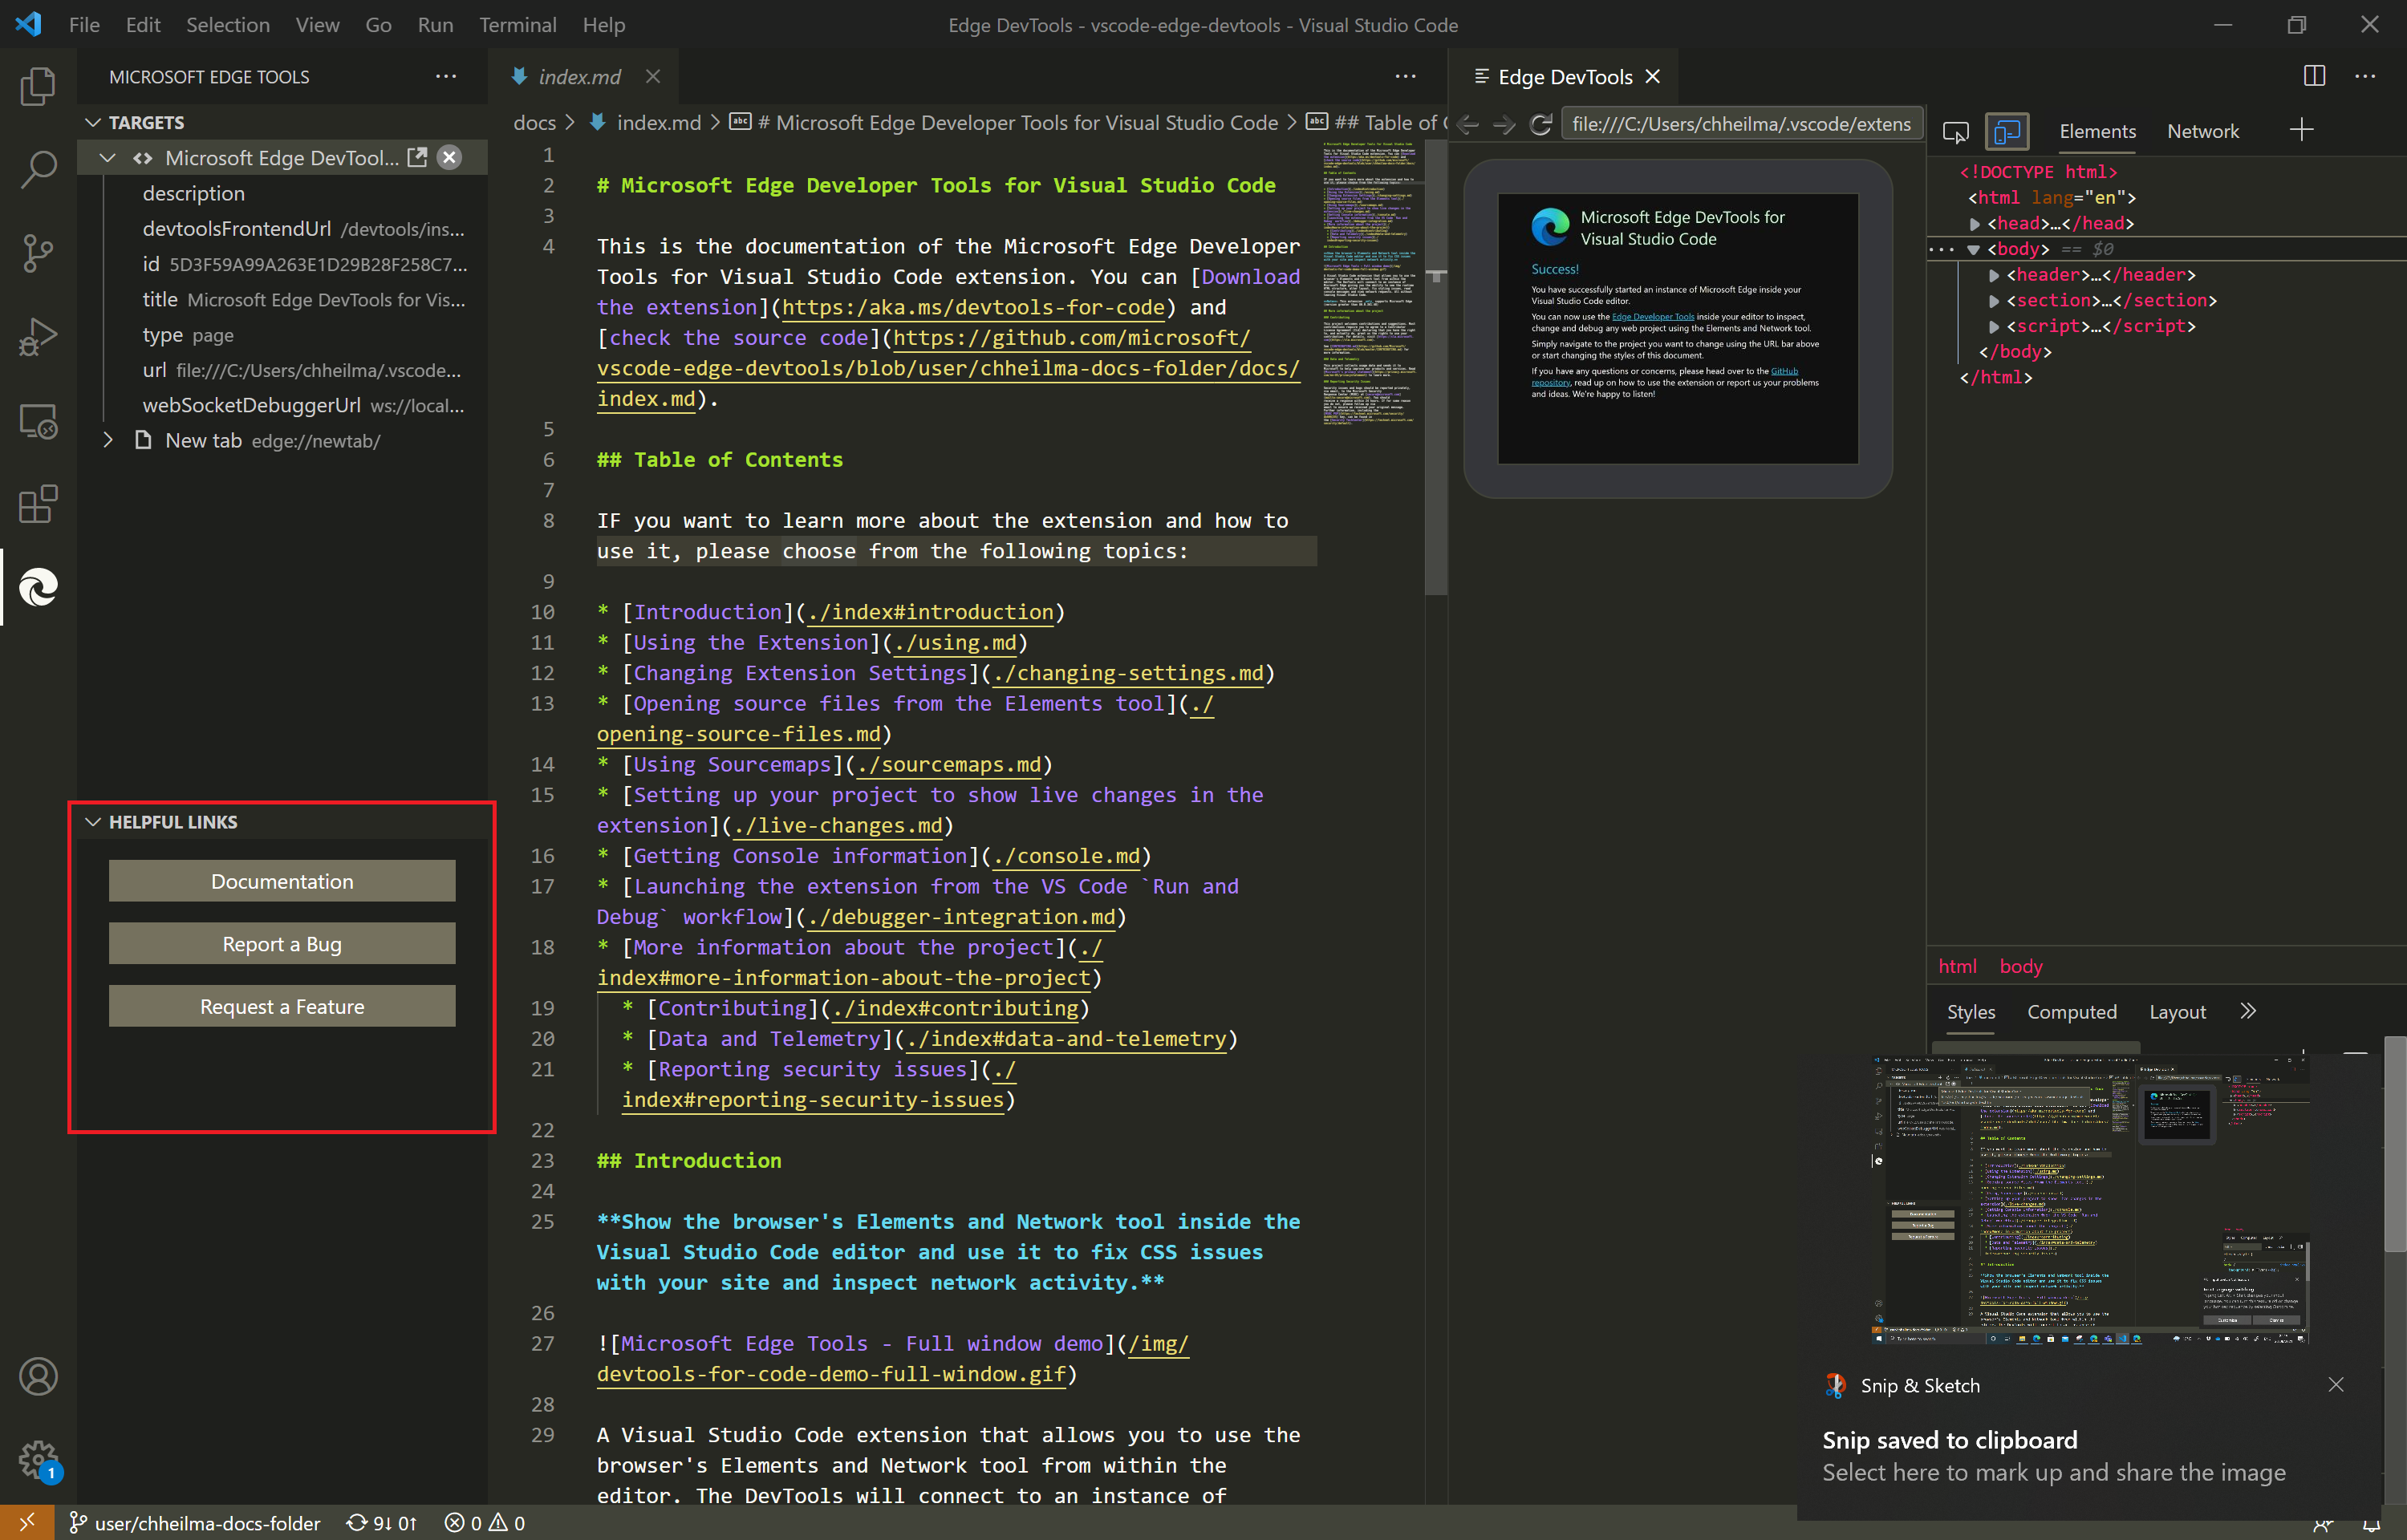 File Edit Selection View Go Run Terminal Help
Edge DevTools - vscode-edge-devtools - Visual Studio Code
MICROSOFT EDGE TOOLS
TARGETS
Microsoft Edge DevTool...
description
devtoolsFrontendUrl /devtools/ins...
id 5D3F59A99A263E1D29B28F258C7...
title Microsoft Edge DevTools for Vis...
type page
url file:///C:/Users/chheilma/.vscode...
webSocketDebuggerUrl ws://local...
New tab edge://newtab/
HELPFUL LINKS
Documentation
Report a Bug
Request a Feature
index.md
docs > index.md > # Microsoft Edge Developer Tools for Visual Studio Code > ## Table of
1
2 # Microsoft Edge Developer Tools for Visual Studio Code
3
4 This is the documentation of the Microsoft Edge Developer
Tools for Visual Studio Code extension. You can [Download
the extension](https:/aka.ms/devtools-for-code) and
[check the source code](https://github.com/microsoft/
vscode-edge-devtools/blob/user/chheilma-docs-folder/docs/
index.md).
5
6 ## Table of Contents
7
8 IF you want to learn more about the extension and how to
use it, please choose from the following topics:
9
10 * [Introduction](./index#introduction)
11 * [Using the Extension](./using.md)
12 * [Changing Extension Settings](./changing-settings.md)
13 * [Opening source files from the Elements tool](./
opening-source-files.md)
14 * [Using Sourcemaps](./sourcemaps.md)
15 * [Setting up your project to show live changes in the
extension](./live-changes.md)
16 * [Getting Console information](./console.md)
17 * [Launching the extension from the VS Code `Run and
Debug` workflow](./debugger-integration.md)
18 * [More information about the project](./
index#more-information-about-the-project)
19 * [Contributing](./index#contributing)
20 * [Data and Telemetry](./index#data-and-telemetry)
21 * [Reporting security issues](./
index#reporting-security-issues)
22
23 ## Introduction
24
25 **Show the browser's Elements and Network tool inside the
Visual Studio Code editor and use it to fix CSS issues
with your site and inspect network activity.**
26
27 ![Microsoft Edge Tools - Full window demo](/img/
devtools-for-code-demo-full-window.gif)
28
29 A Visual Studio Code extension that allows you to use the
browser's Elements and Network tool from within the
editor. The DevTools will connect to an instance of
Edge DevTools
file:///C:/Users/chheilma/.vscode/extens
Microsoft Edge DevTools for
Visual Studio Code
Success!
You have successfully started an instance of Microsoft Edge inside your
Visual Studio Code editor.
You can now use the Edge Developer Tools inside your editor to inspect,
change and debug any web project using the Elements and Network tool.
Simply navigate to the project you want to change using the URL bar above
or start changing the styles of this document.
If you have any questions or concerns, please head over to the GitHub
repository, read up on how to use the extension or report us your problems
and ideas. We're happy to listen!
Elements Network
<!DOCTYPE html>
<html lang="en">
<head>…</head>
<body> == $0
<header>…</header>
<section>…</section>
<script>…</script>
</body>
</html>
html body
Styles Computed Layout
Snip & Sketch
Snip saved to clipboard
Select here to mark up and share the image
1
user/chheilma-docs-folder 9↓ 0↑ 0 0